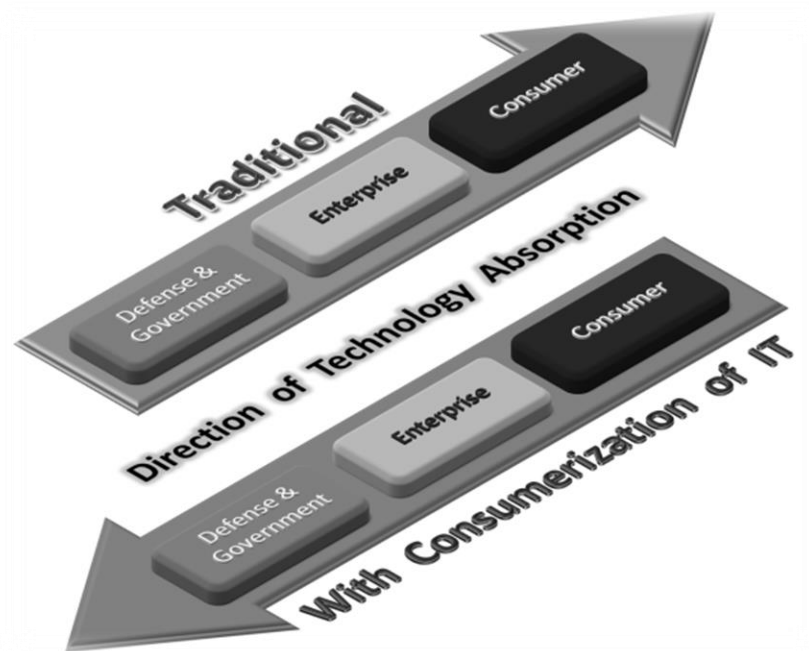 Traditional
Consumer
Enterprise
Defense &
Government
Direction of Technology Absorption
Consumer
Enterprise
Defense &
Government
With Consumerization of IT